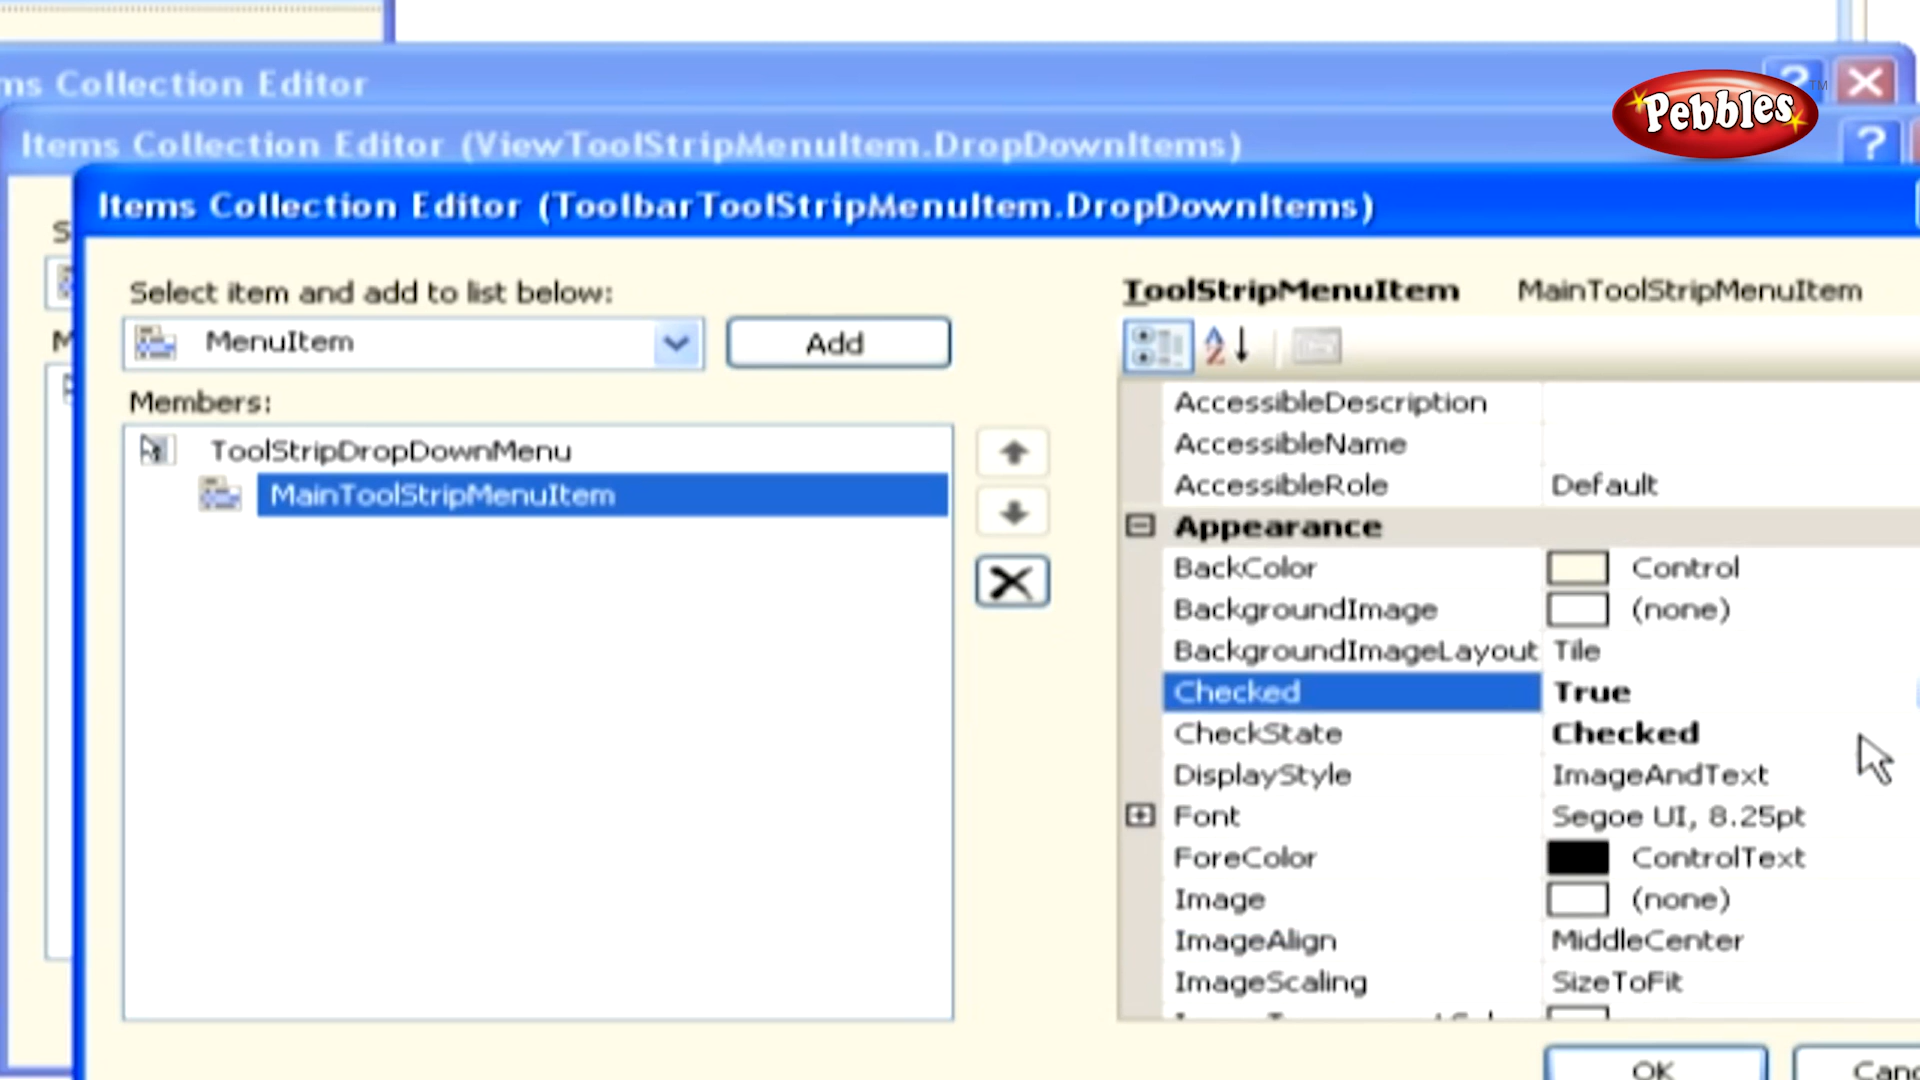 ms Collection Editor
Pebbles TM
Items Collection Editor (ViewToolStripMenuItem.DropDownItems)
Items Collection Editor (ToolbarToolStripMenuItem.DropDownItems)
Select item and add to list below:
MenuItem
Add
Members:
ToolStripDropDownMenu
MainToolStripMenuItem
ToolStripMenuItem MainToolStripMenuItem
AccessibleDescription
AccessibleName
AccessibleRole Default
Appearance
BackColor Control
BackgroundImage (none)
BackgroundImageLayout Tile
Checked True
CheckState Checked
DisplayStyle ImageAndText
Font Segoe UI, 8.25pt
ForeColor ControlText
Image (none)
ImageAlign MiddleCenter
ImageScaling SizeToFit
OK Canc